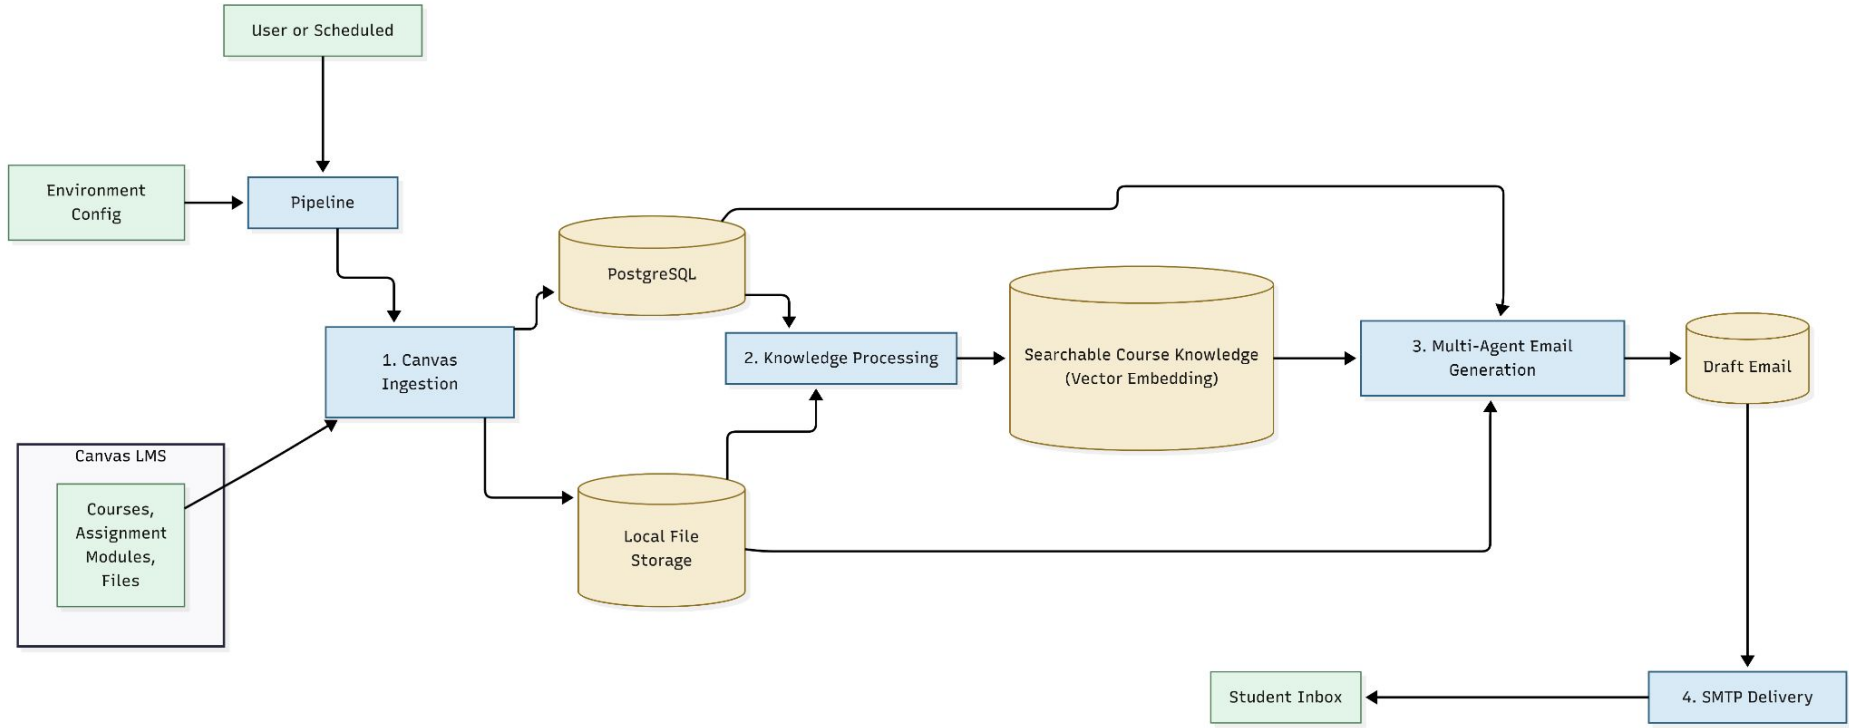 User or Scheduled
Environment
Config
Pipeline
PostgreSQL
1. Canvas
Ingestion
2. Knowledge Processing
Searchable Course Knowledge
(Vector Embedding)
3. Multi-Agent Email
Generation
Draft Email
Canvas LMS
Courses,
Assignment
Modules,
Files
Local File
Storage
Student Inbox
4. SMTP Delivery